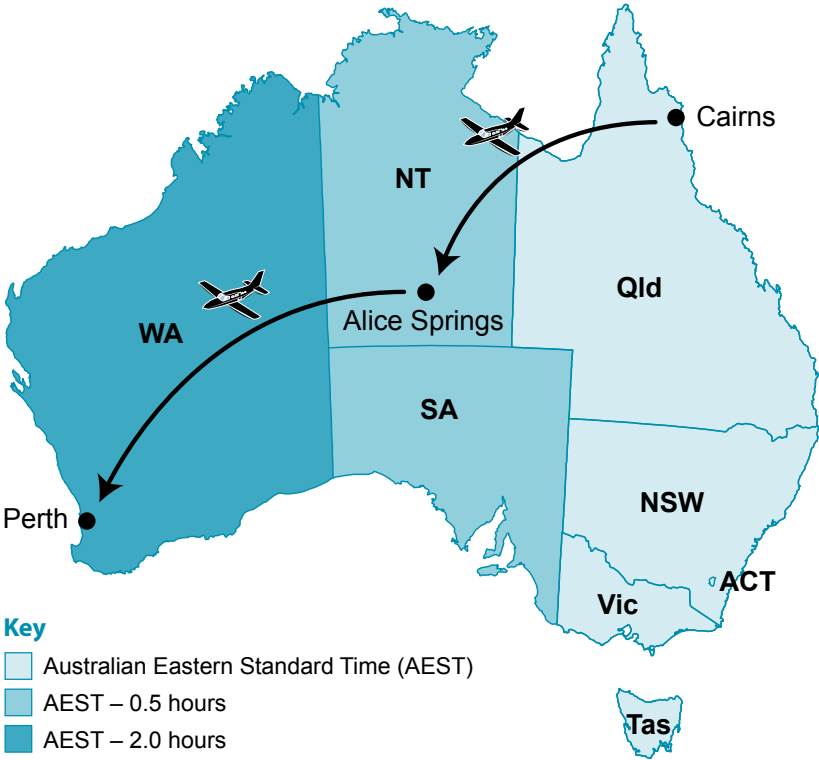 Cairns
NT
Qld
Alice Springs
WA
SA
NSW
Perth
ACT
Vic
Key
Australian Eastern Standard Time (AEST)
AEST – 0.5 hours
Tas
AEST – 2.0 hours